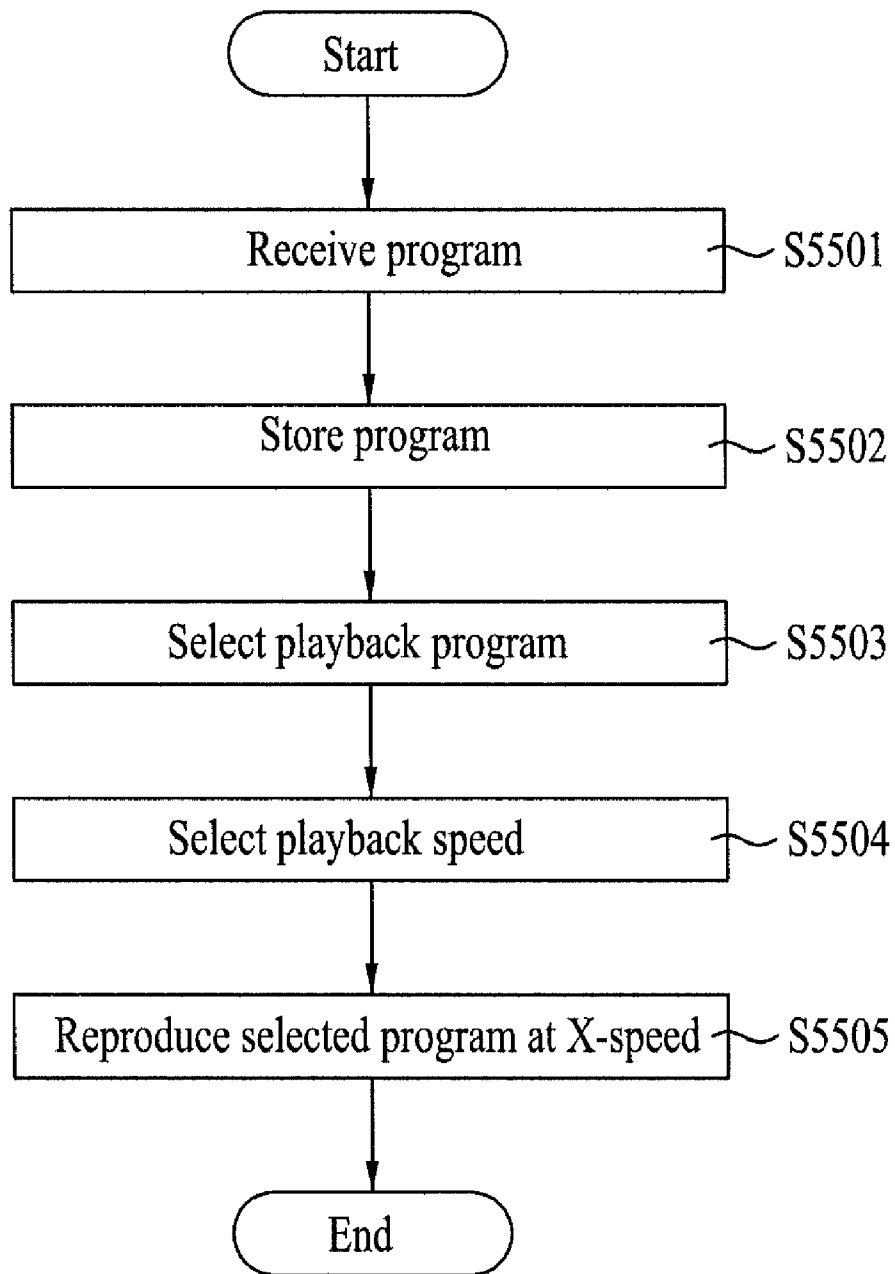 Start
Receive program S5501
Store program S5502
Select playback program S5503
Select playback speed S5504
Reproduce selected program at X-speed S5505
End